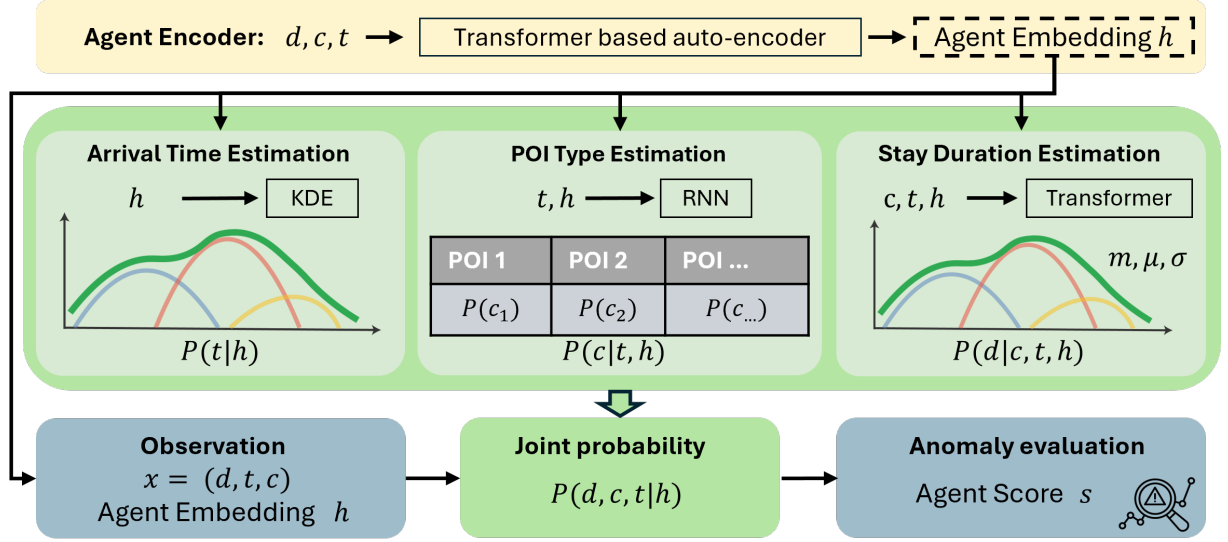 Agent Encoder: d, c, t Transformer based auto-encoder Agent Embedding h
Arrival Time Estimation
h KDE
P(t|h)
POI Type Estimation
t, h RNN
POI 1 POI 2 POI ...
P(c₁) P(c₂) P(c...)
P(c|t, h)
Stay Duration Estimation
c, t, h Transformer
m, μ, σ
P(d|c, t, h)
Observation
x = (d, t, c)
Agent Embedding h
Joint probability
P(d, c, t|h)
Anomaly evaluation
Agent Score s